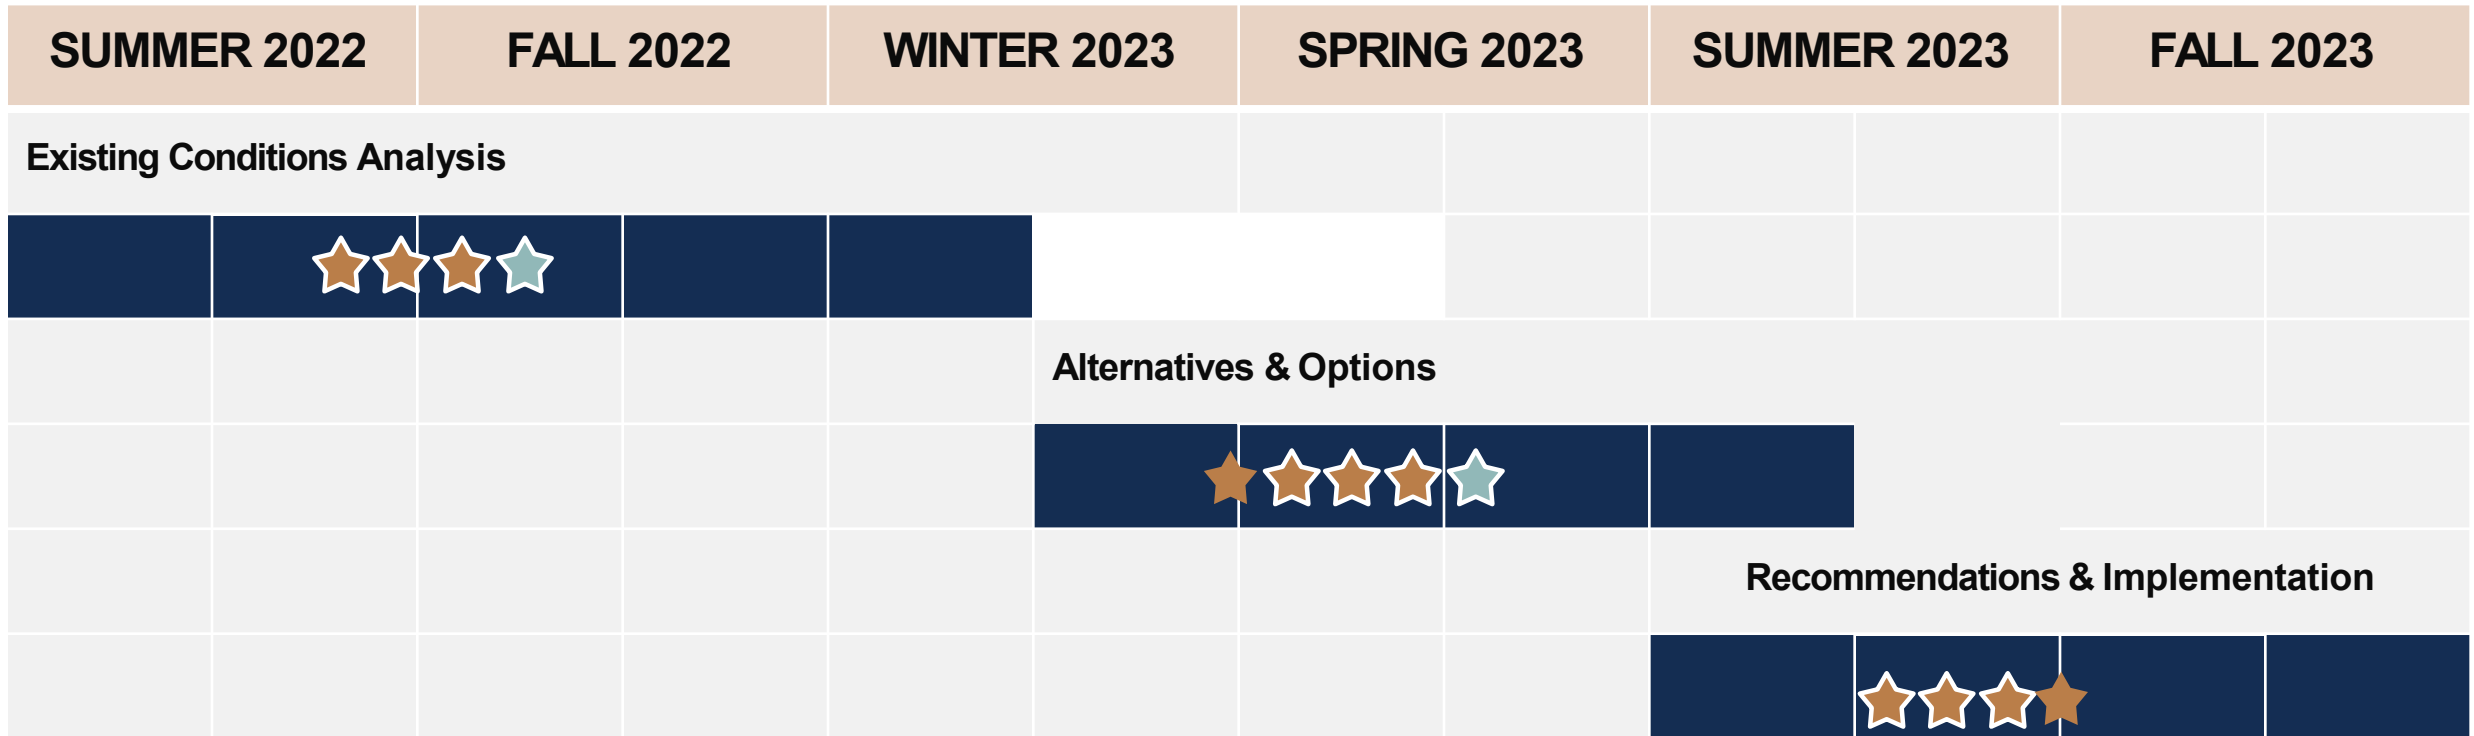 SUMMER 2022 FALL 2022 WINTER 2023 SPRING 2023 SUMMER 2023 FALL 2023
Existing Conditions Analysis
Alternatives & Options
Recommendations & Implementation